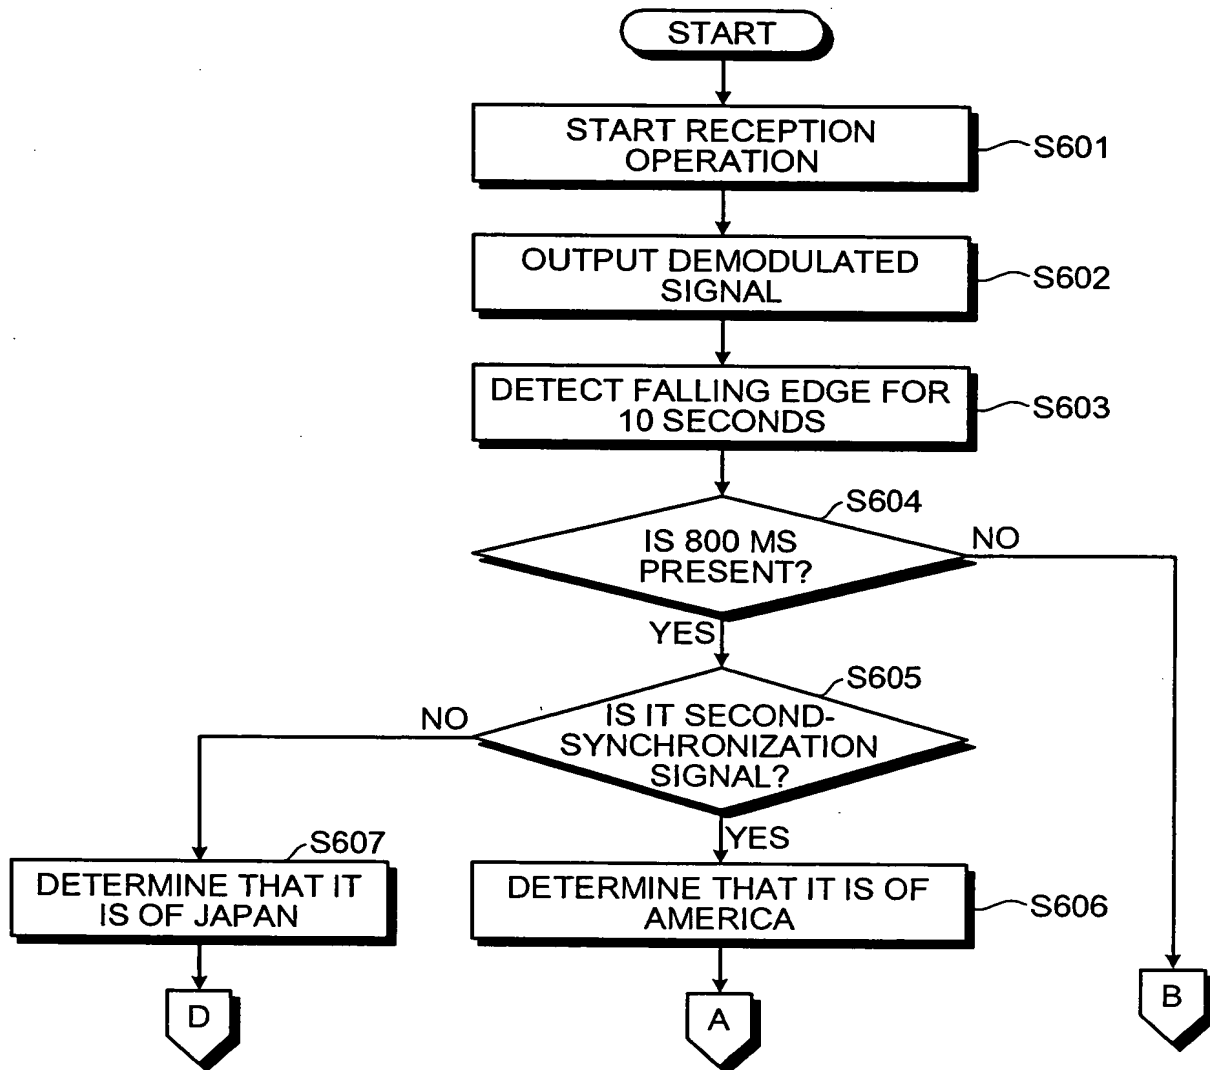 START
START RECEPTION
OPERATION
S601
OUTPUT DEMODULATED
SIGNAL
S602
DETECT FALLING EDGE FOR
10 SECONDS
S603
S604
IS 800 MS
PRESENT?
NO
YES
S605
IS IT SECOND-
SYNCHRONIZATION
SIGNAL?
NO
YES
S607
DETERMINE THAT IT
IS OF JAPAN
DETERMINE THAT IT IS OF
AMERICA
S606
D
A
B